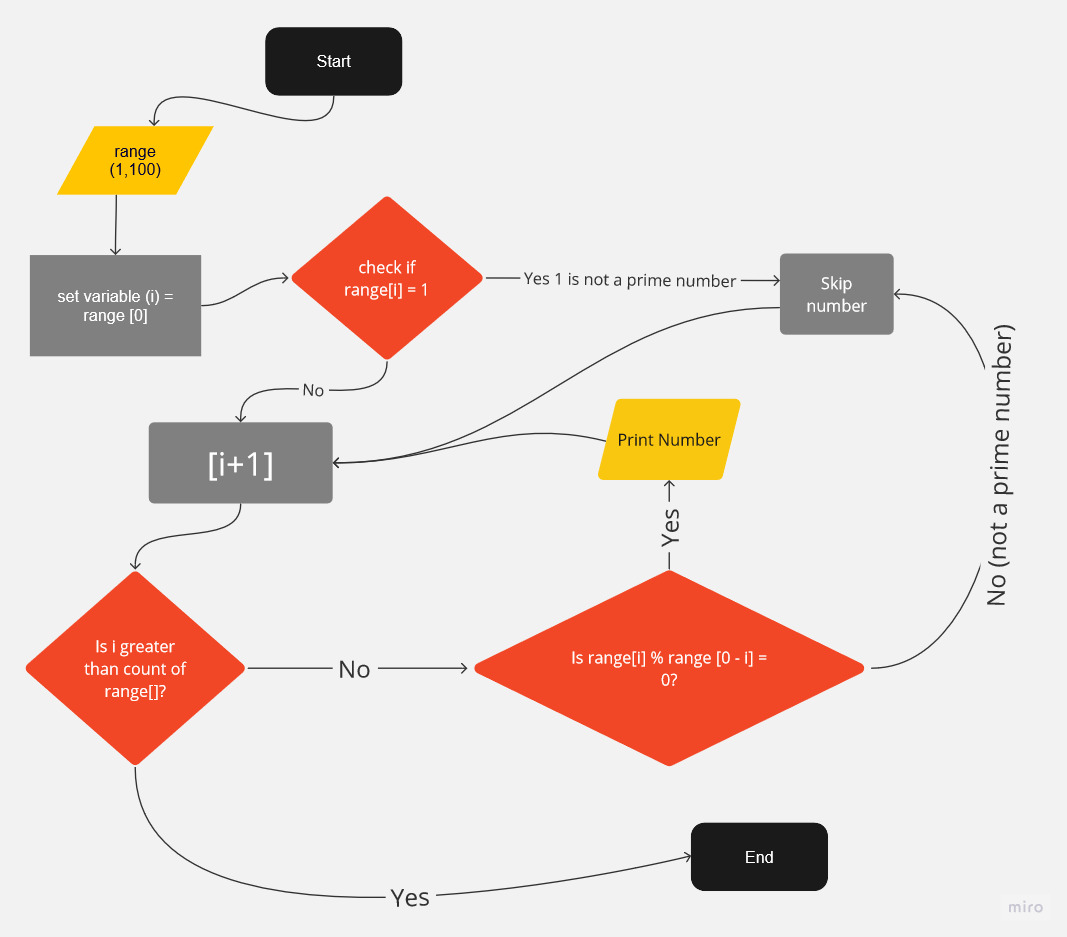 Start
range
(1,100)
set variable (i) =
range [0]
check if
range[i] = 1
Yes 1 is not a prime number
Skip
number
No
[i+1]
Print Number
Yes
No (not a prime number)
Is i greater
than count of
range[]?
No
Is range[i] % range [0 - i] =
0?
Yes
End
miro